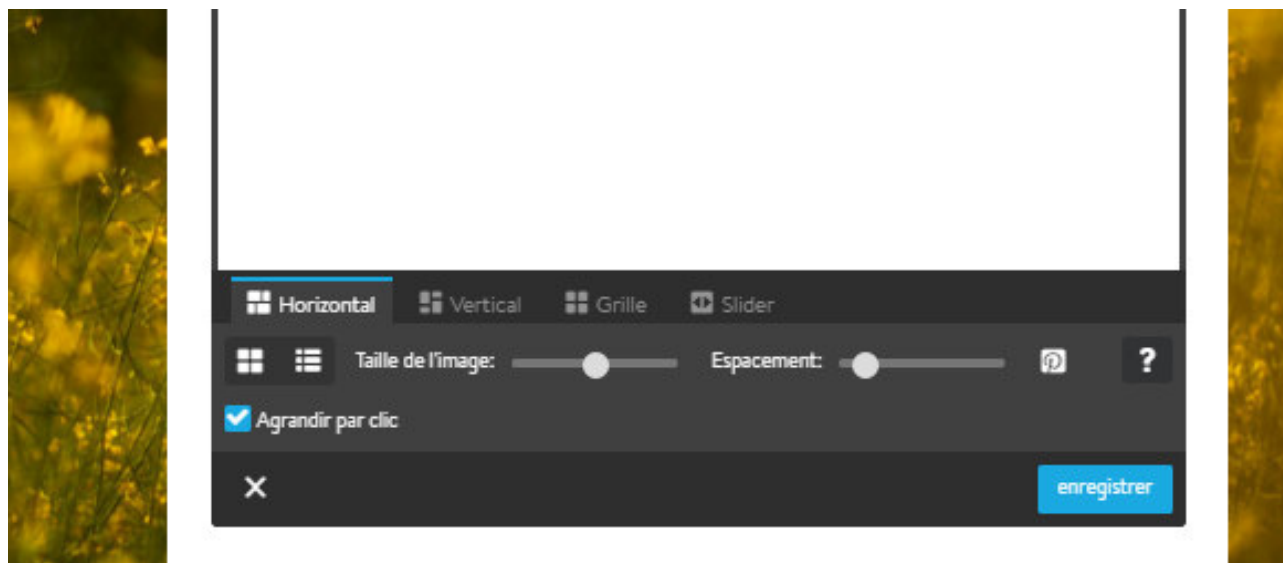 Horizontal Vertical Grille Slider
Taille de l'image: Espacement: ?
Agrandir par clic
enregistrer